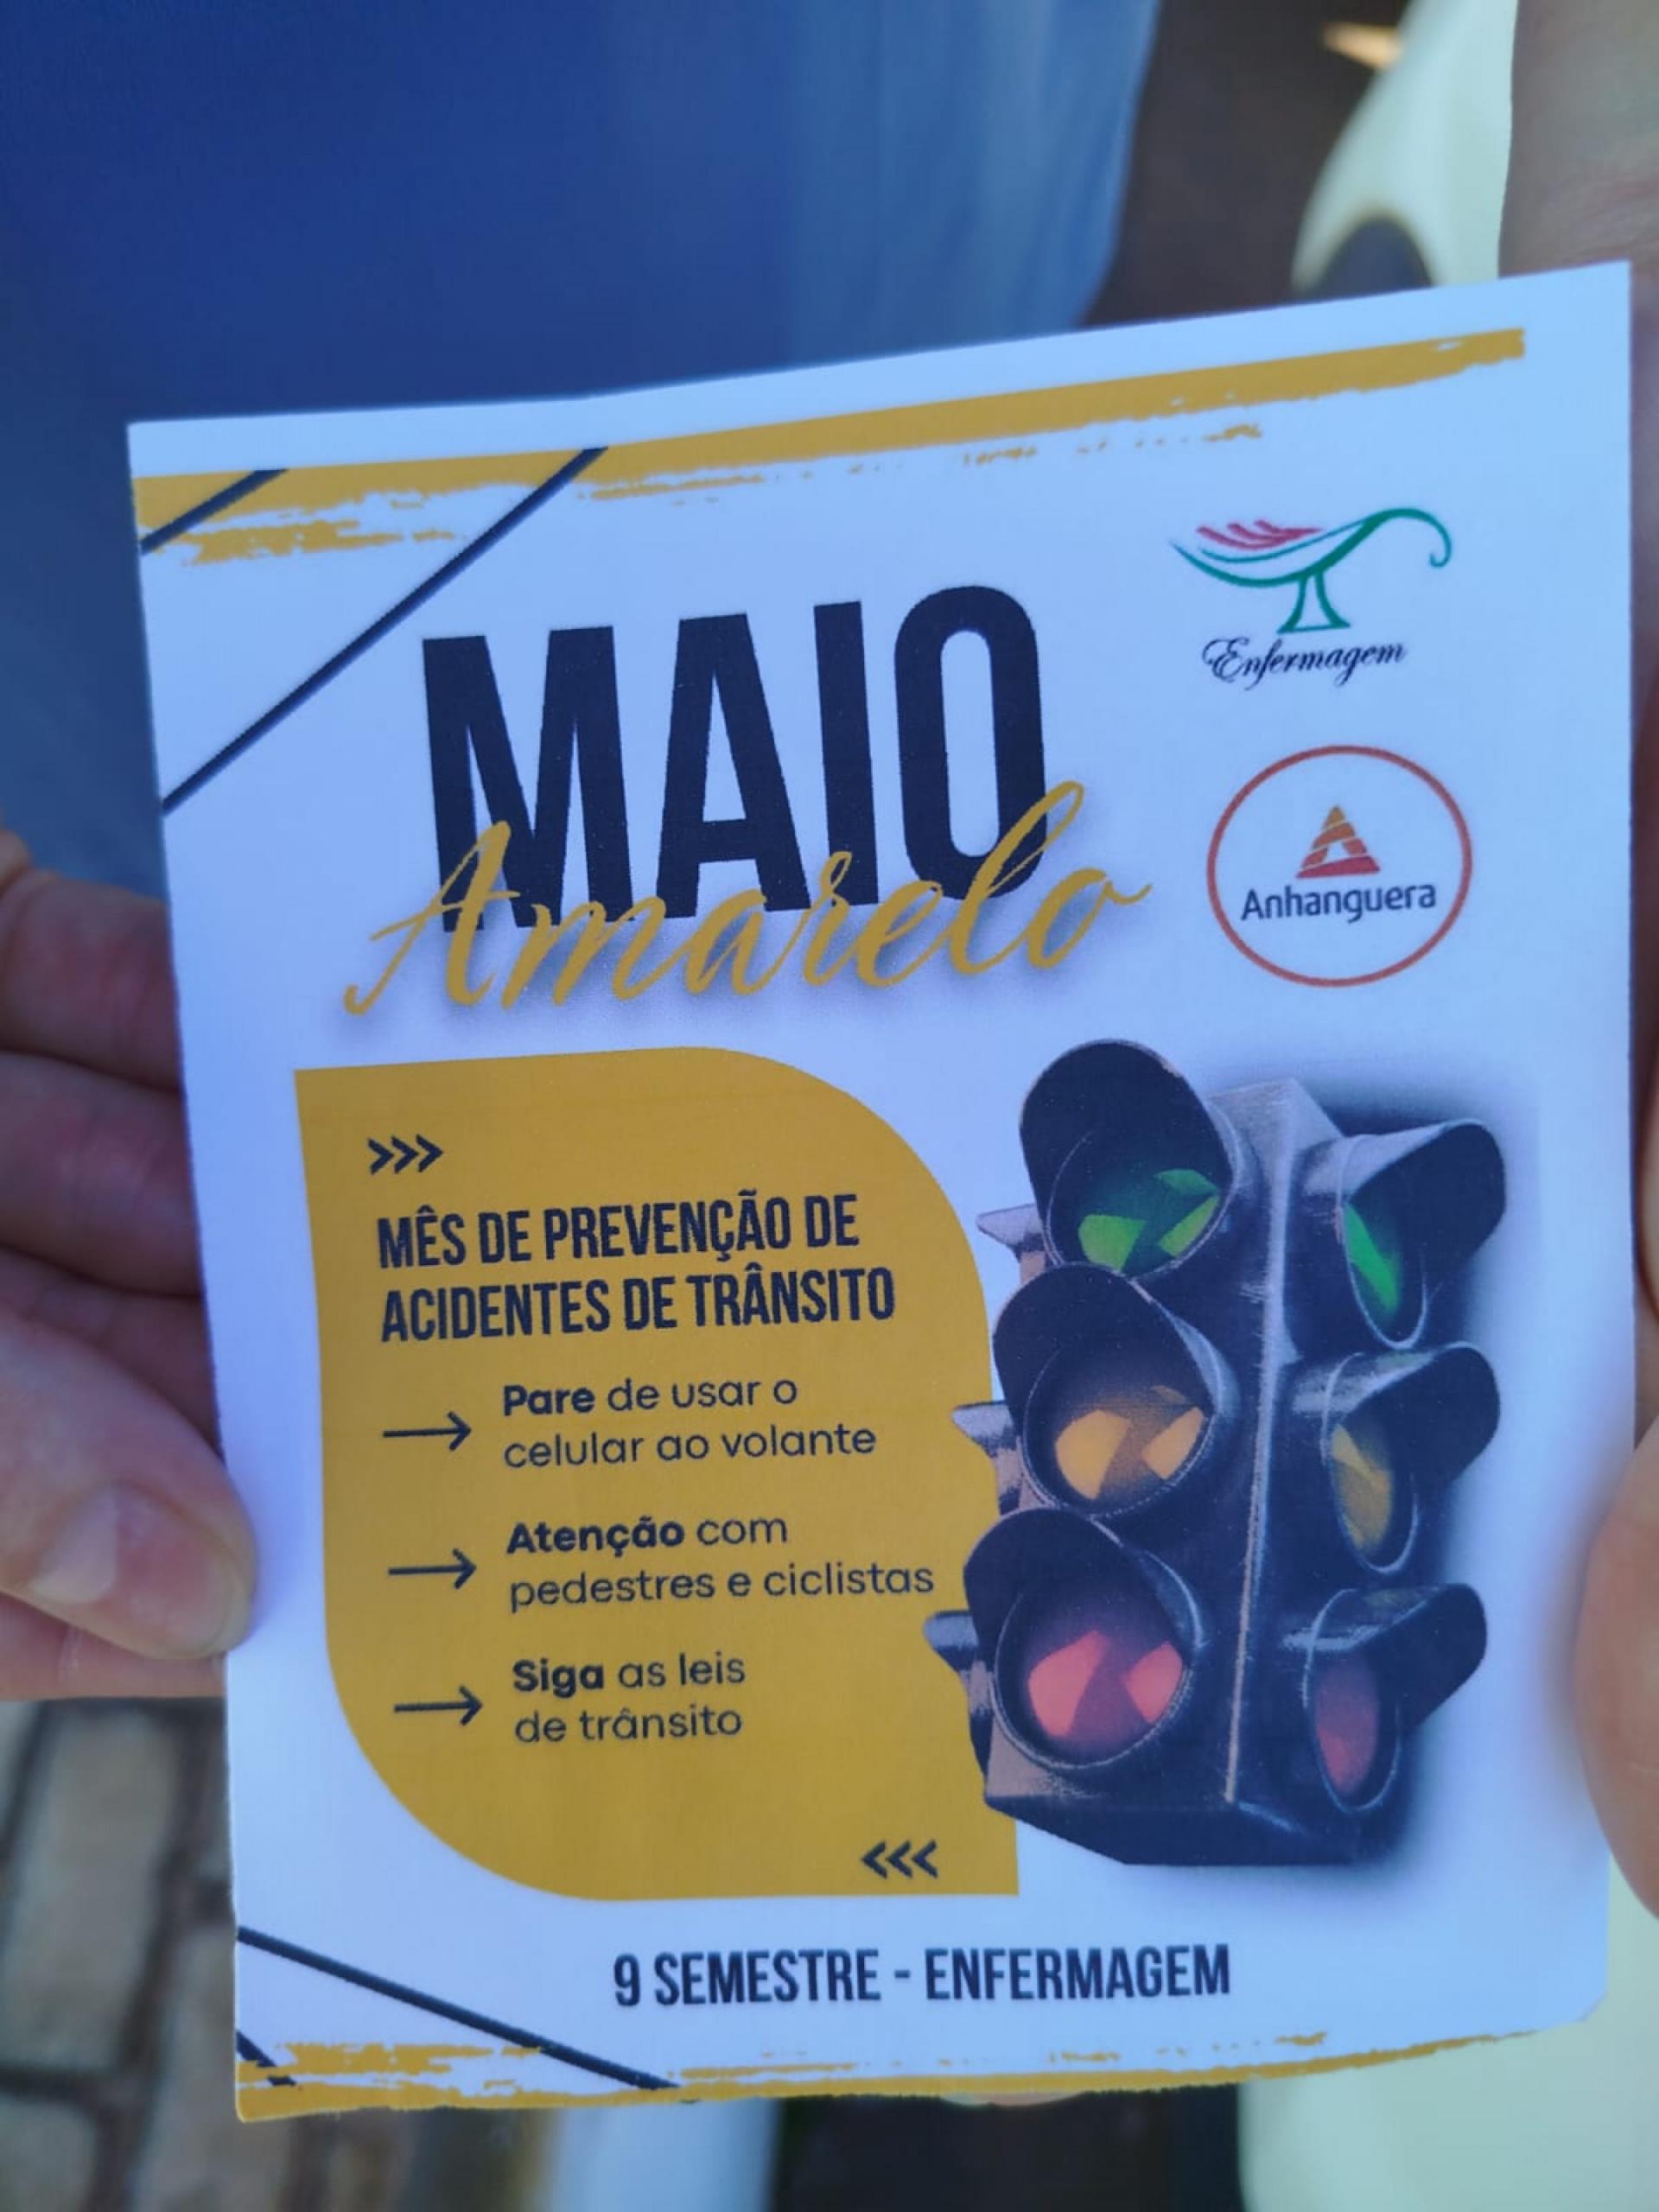 MAIO
Amarelo
Enfermagem
Anhanguera
>>>
MÊS DE PREVENÇÃO DE
ACIDENTES DE TRÂNSITO
→ Pare de usar o
celular ao volante
→ Atenção com
pedestres e ciclistas
→ Siga as leis
de trânsito
<<<
9 SEMESTRE - ENFERMAGEM